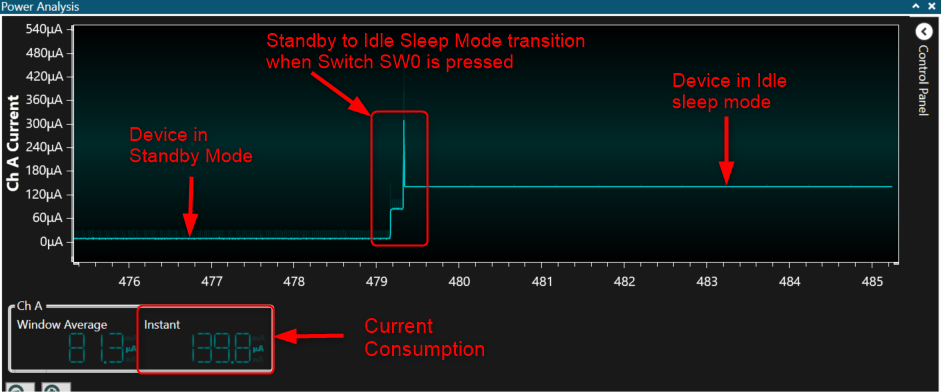 Power Analysis
540µA
480µA
420µA
360µA
300µA
240µA
180µA
120µA
60µA
0µA
Ch A Current
Standby to Idle Sleep Mode transition
when Switch SW0 is pressed
Device in Idle
sleep mode
Device in
Standby Mode
Control Panel
476
477
478
479
480
481
482
483
484
485
Ch A
Window Average
81.3 µA
Instant
139.8 µA
Current
Consumption